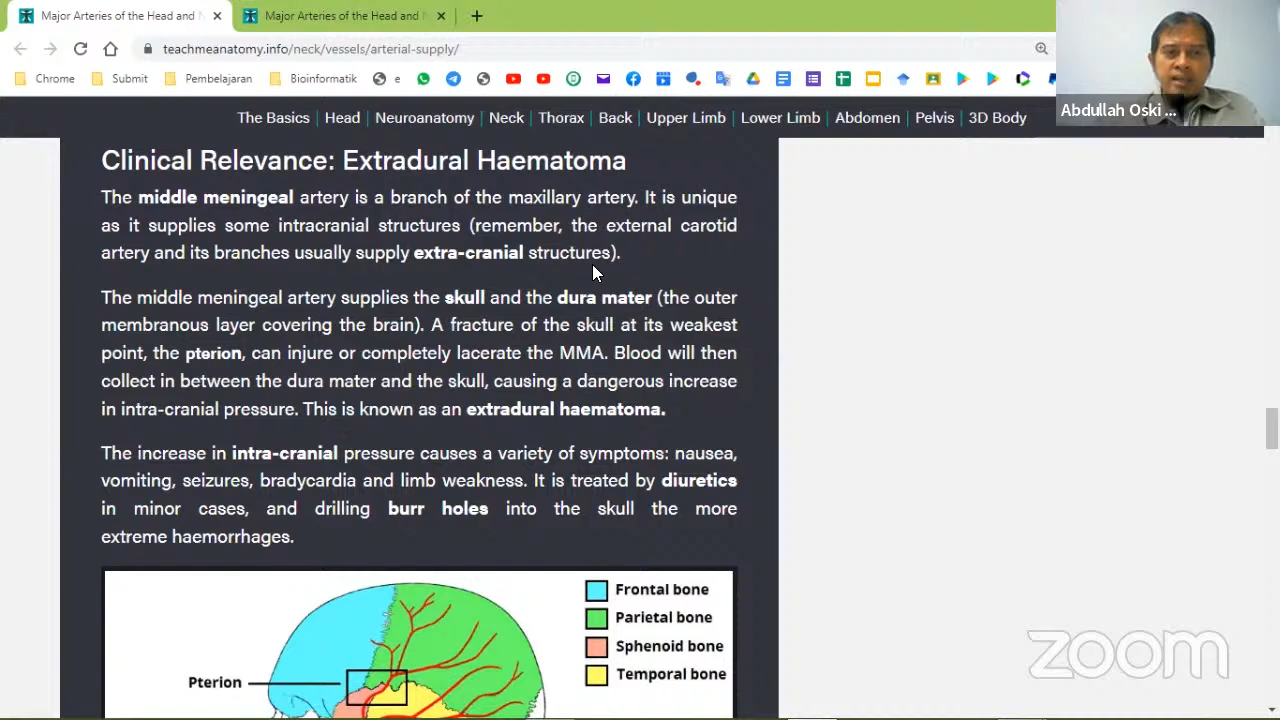 Major Arteries of the Head and N
Major Arteries of the Head and N
teachmeanatomy.info/neck/vessels/arterial-supply/
Chrome Submit Pembelajaran Bioinformatik e
Abdullah Oski ...
The Basics | Head | Neuroanatomy | Neck | Thorax | Back | Upper Limb | Lower Limb | Abdomen | Pelvis | 3D Body
Clinical Relevance: Extradural Haematoma
The middle meningeal artery is a branch of the maxillary artery. It is unique
as it supplies some intracranial structures (remember, the external carotid
artery and its branches usually supply extra-cranial structures).
The middle meningeal artery supplies the skull and the dura mater (the outer
membranous layer covering the brain). A fracture of the skull at its weakest
point, the pterion, can injure or completely lacerate the MMA. Blood will then
collect in between the dura mater and the skull, causing a dangerous increase
in intra-cranial pressure. This is known as an extradural haematoma.
The increase in intra-cranial pressure causes a variety of symptoms: nausea,
vomiting, seizures, bradycardia and limb weakness. It is treated by diuretics
in minor cases, and drilling burr holes into the skull the more
extreme haemorrhages.
Frontal bone
Parietal bone
Sphenoid bone
Temporal bone
Pterion
zoom